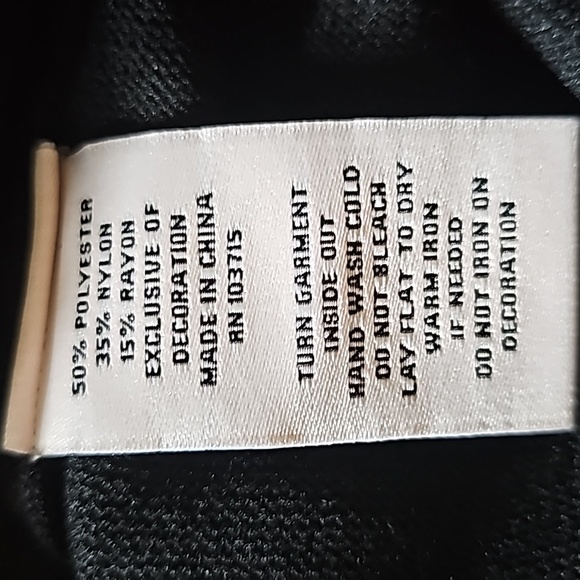 50% POLYESTER
35% NYLON
15% RAYON
EXCLUSIVE OF
DECORATION
MADE IN CHINA
RN 103715
TURN GARMENT
INSIDE OUT
HAND WASH COLD
DO NOT BLEACH
LAY FLAT TO DRY
WARM IRON
IF NEEDED
DO NOT IRON ON
DECORATION